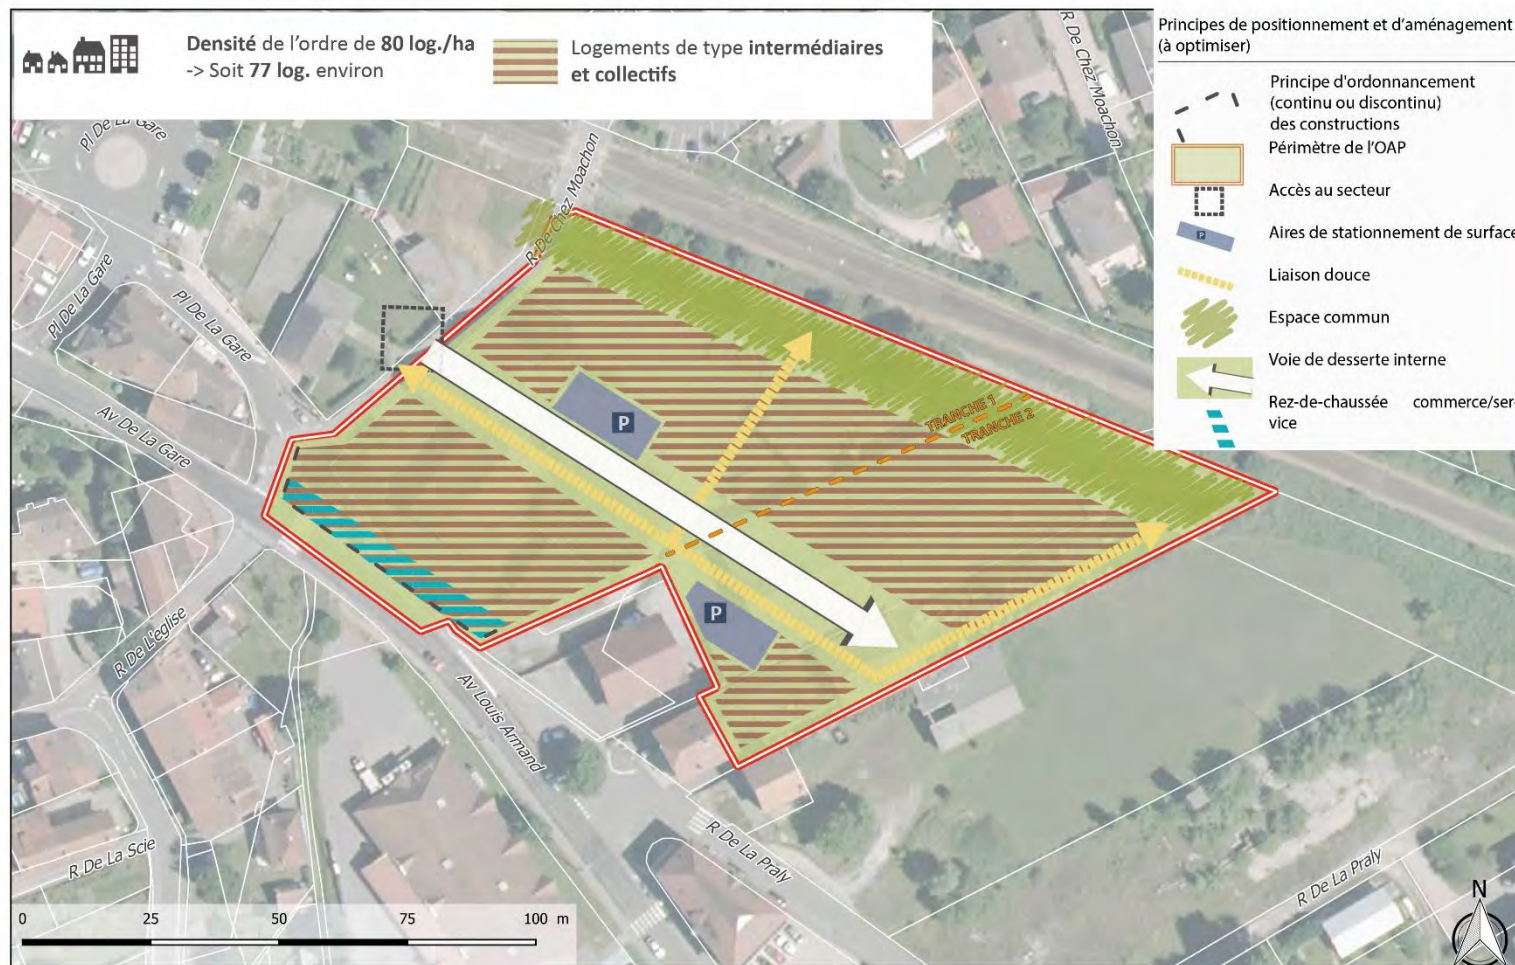 Densité de l'ordre de 80 log./ha
-> Soit 77 log. environ
Logements de type intermédiaires
et collectifs
Principes de positionnement et d'aménagement
(à optimiser)
Principe d'ordonnancement
(continu ou discontinu)
des constructions
Périmètre de l'OAP
Accès au secteur
P
Aires de stationnement de surface
Liaison douce
Espace commun
Voie de desserte interne
Rez-de-chaussée commerce/ser-
vice
Pl De La Gare
R De Chez Moachon
R De Chez Moachon
Pl De La Gare
Pl De La Gare
Av De La Gare
P
TRANCHE 1
TRANCHE 2
P
R De L'eglise
Av Louis Armand
R De La Scie
R De La Praly
R De La Praly
0 25 50 75 100 m
N